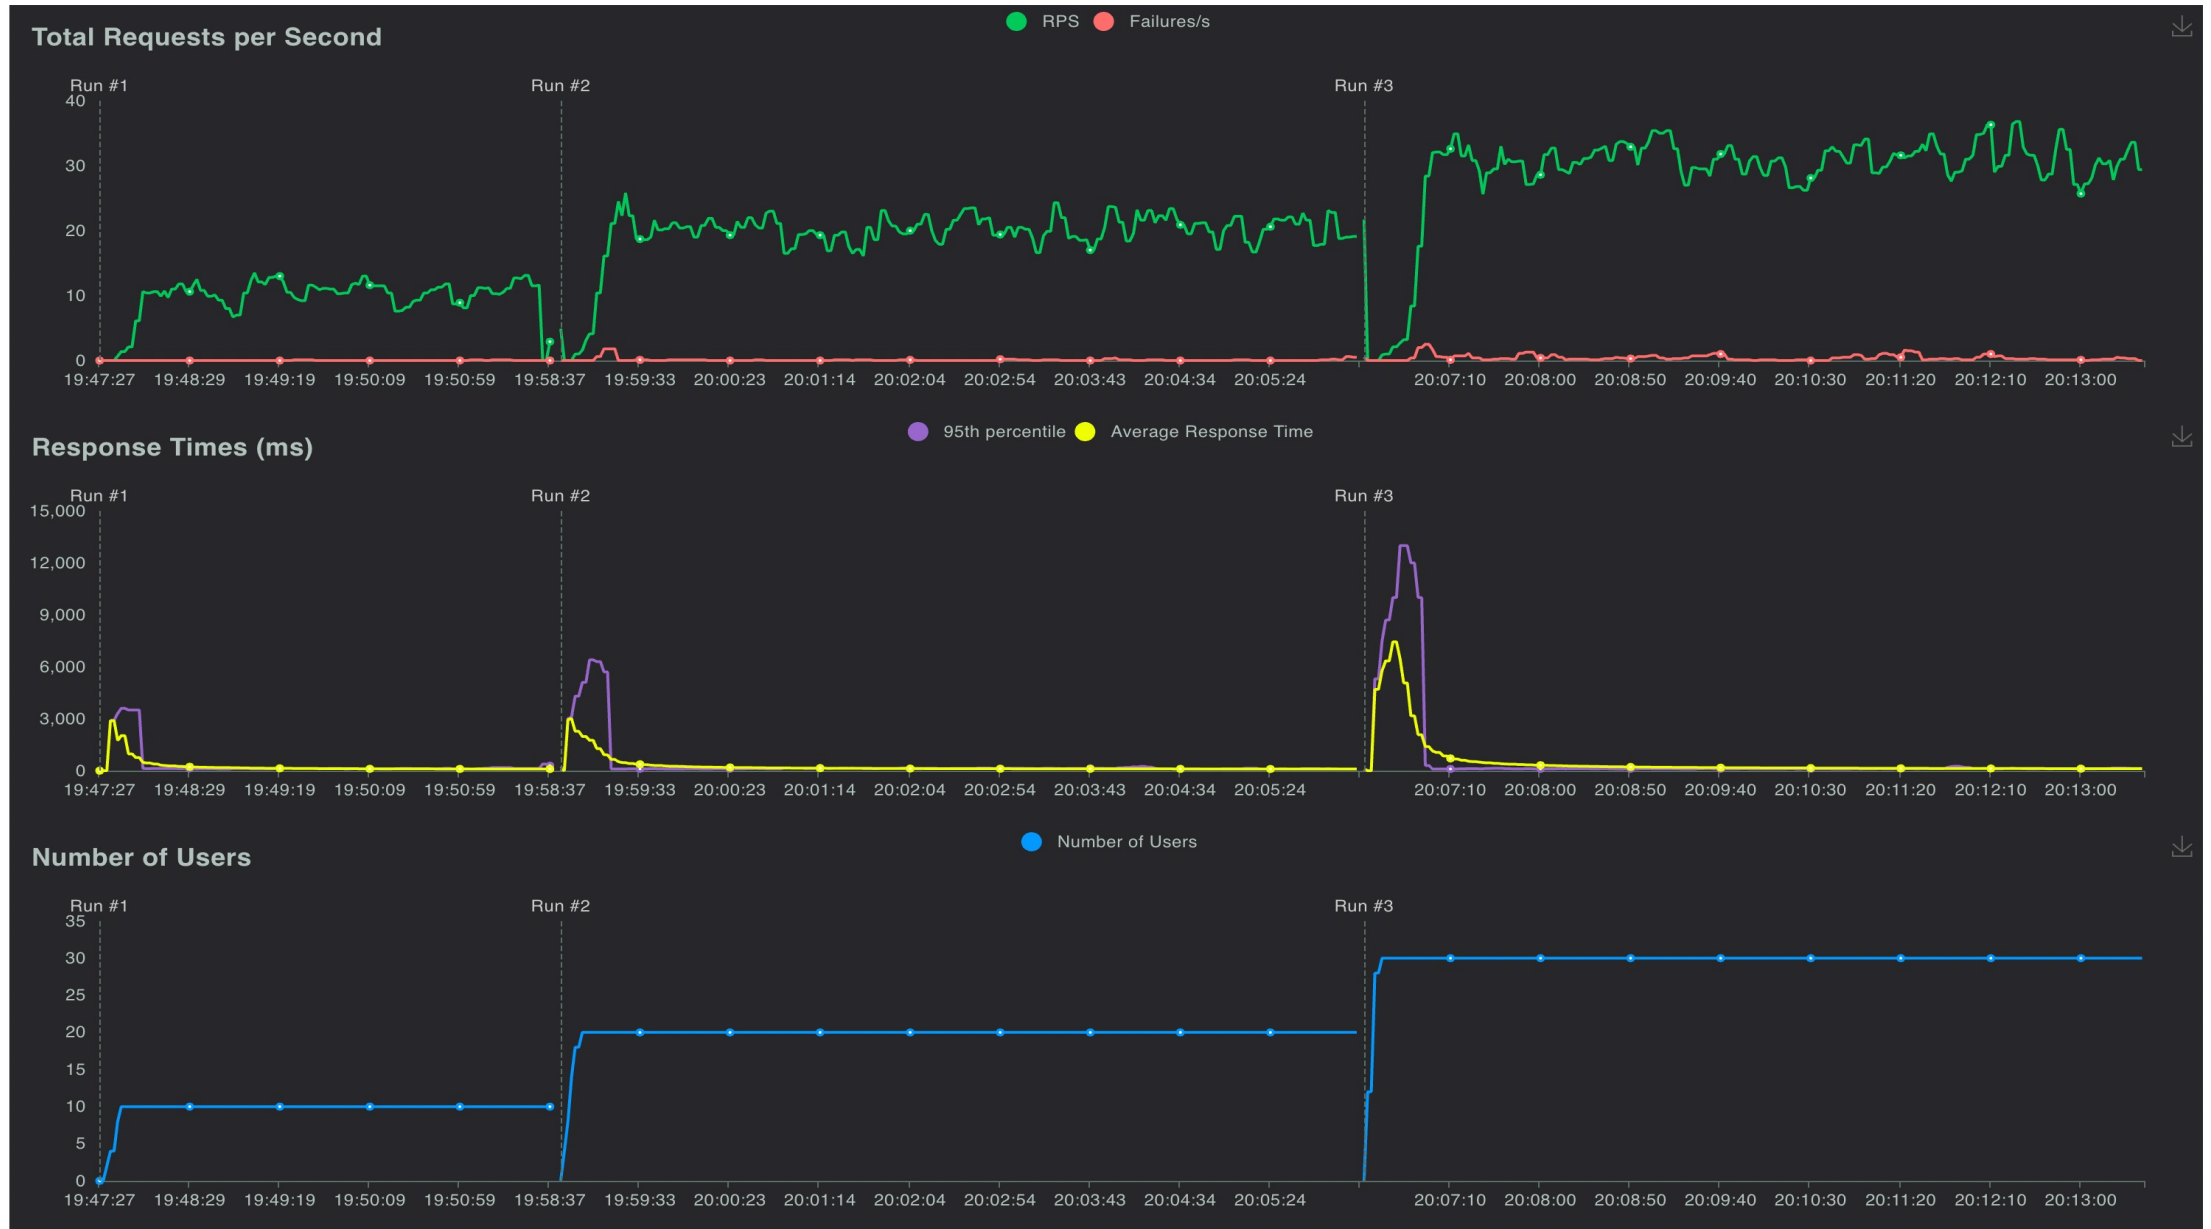 Total Requests per Second
RPS Failures/s
Run #1 Run #2 Run #3
40
30
20
10
0
19:47:27 19:48:29 19:49:19 19:50:09 19:50:59 19:58:37 19:59:33 20:00:23 20:01:14 20:02:04 20:02:54 20:03:43 20:04:34 20:05:24 20:07:10 20:08:00 20:08:50 20:09:40 20:10:30 20:11:20 20:12:10 20:13:00
Response Times (ms)
95th percentile Average Response Time
Run #1 Run #2 Run #3
15,000
12,000
9,000
6,000
3,000
0
19:47:27 19:48:29 19:49:19 19:50:09 19:50:59 19:58:37 19:59:33 20:00:23 20:01:14 20:02:04 20:02:54 20:03:43 20:04:34 20:05:24 20:07:10 20:08:00 20:08:50 20:09:40 20:10:30 20:11:20 20:12:10 20:13:00
Number of Users
Number of Users
Run #1 Run #2 Run #3
35
30
25
20
15
10
5
0
19:47:27 19:48:29 19:49:19 19:50:09 19:50:59 19:58:37 19:59:33 20:00:23 20:01:14 20:02:04 20:02:54 20:03:43 20:04:34 20:05:24 20:07:10 20:08:00 20:08:50 20:09:40 20:10:30 20:11:20 20:12:10 20:13:00